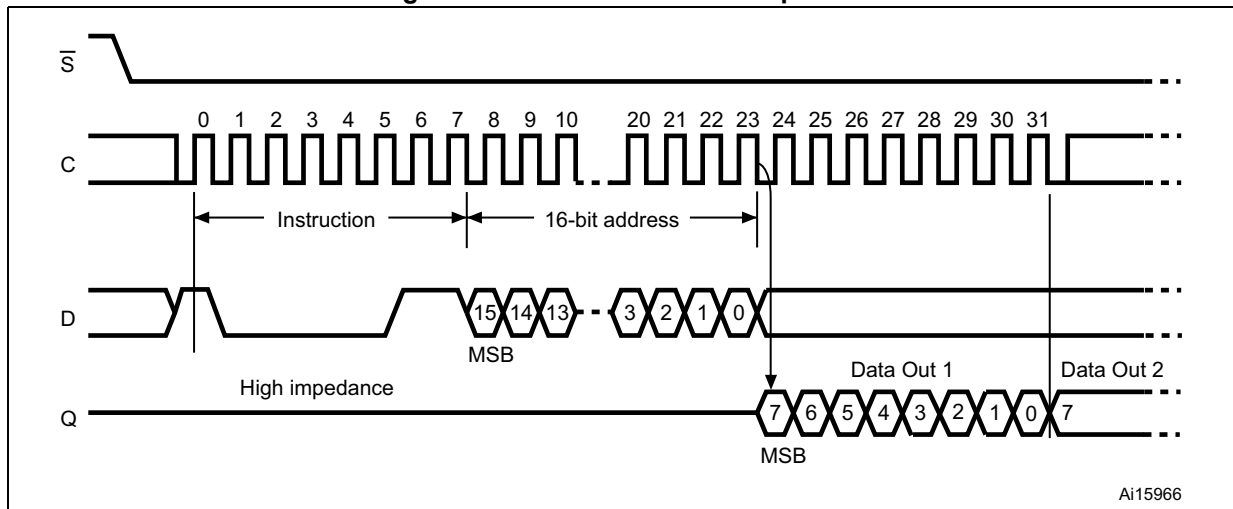 S
0 1 2 3 4 5 6 7 8 9 10 20 21 22 23 24 25 26 27 28 29 30 31
C
Instruction 16-bit address
D 15 14 13 3 2 1 0
MSB
High impedance Data Out 1 Data Out 2
Q 7 6 5 4 3 2 1 0 7
MSB
Ai15966